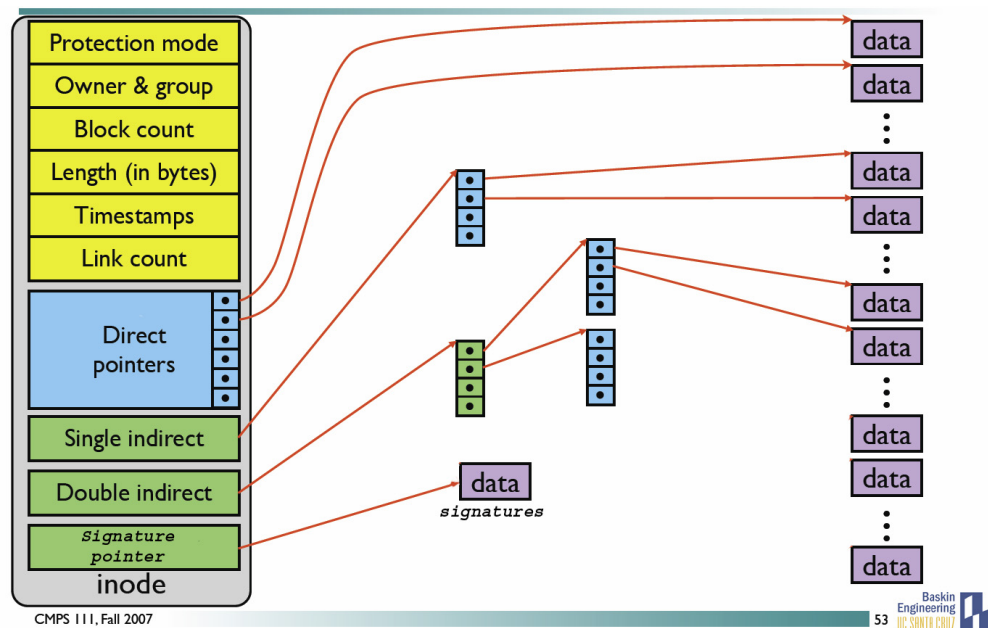 Protection mode
Owner & group
Block count
Length (in bytes)
Timestamps
Link count
Direct
pointers
Single indirect
Double indirect
Signature
pointer
inode
data
signatures
data
data
data
data
data
data
data
data
data
CMPS 111, Fall 2007
53
Baskin
Engineering
UC SANTA CRUZ